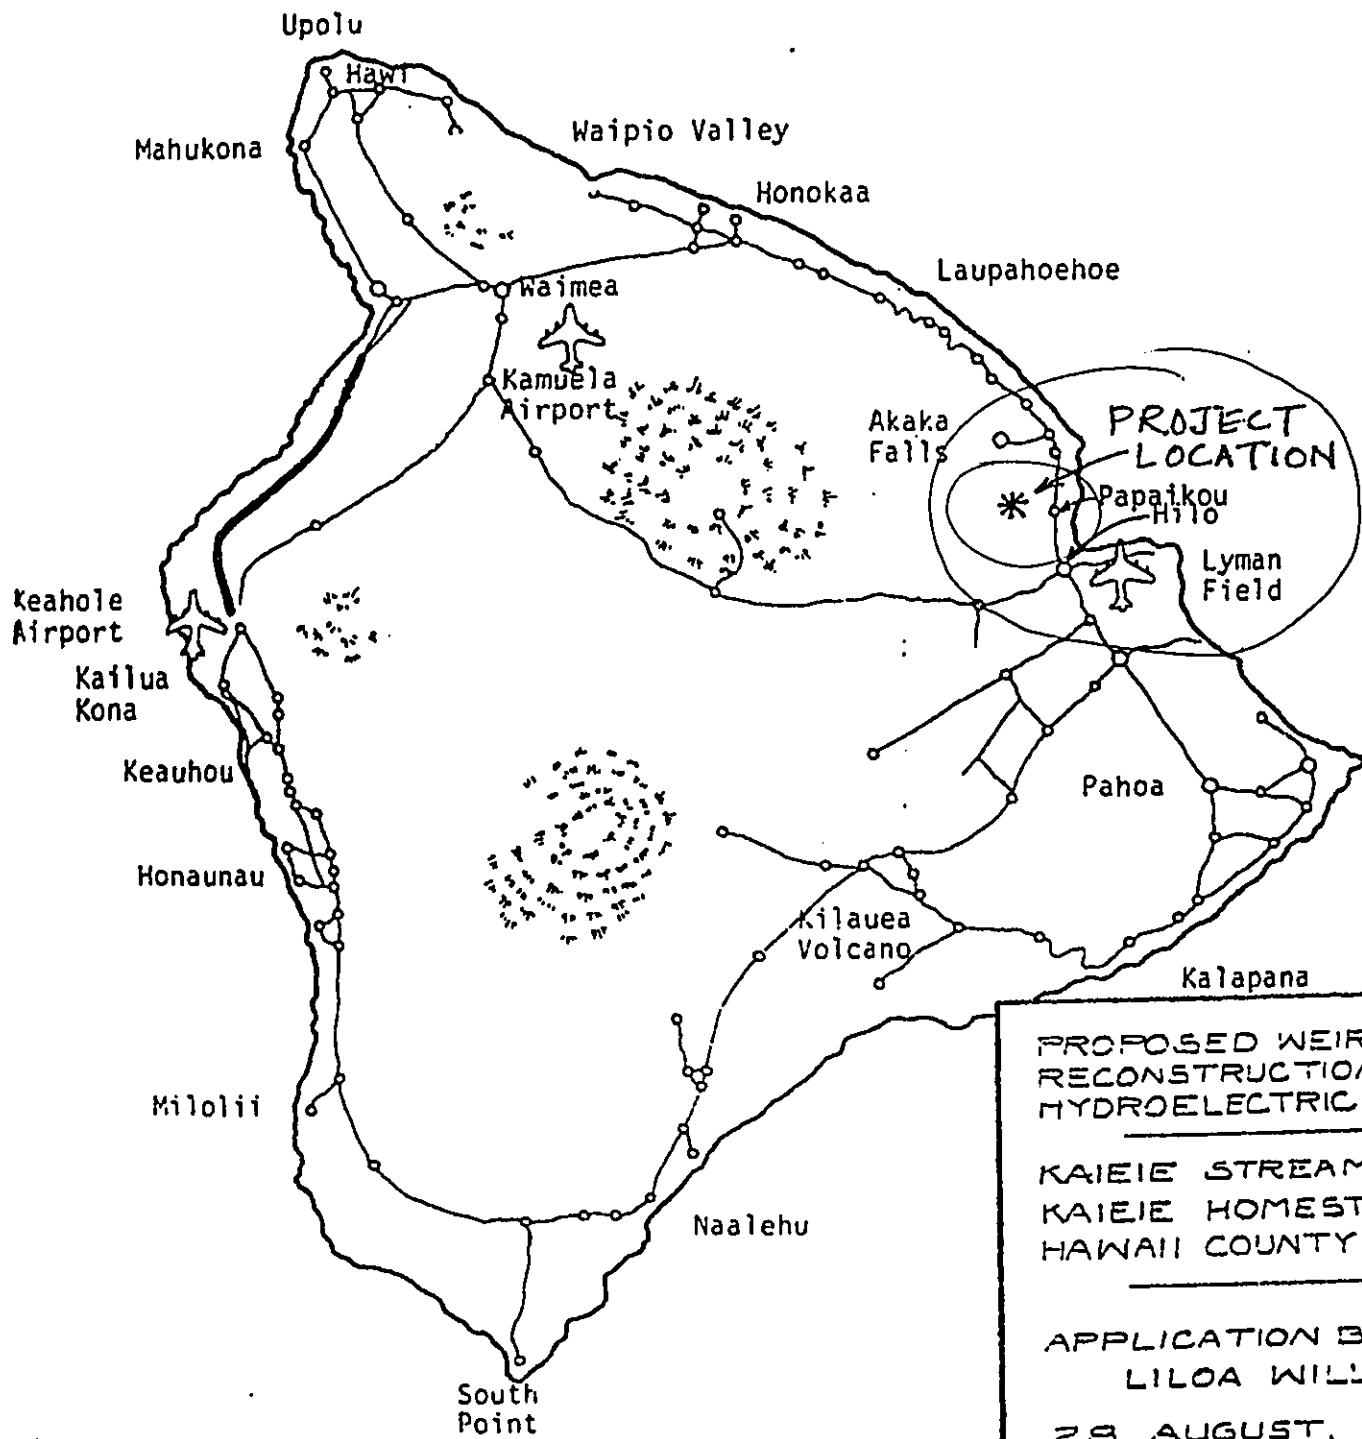 Upolu
Hawi
Mahukona
Waipio Valley
Honokaa
Laupahoehoe
Waimea
Kamuela
Airport
Akaka
Falls
PROJECT
LOCATION
Papaikou
Hilo
Lyman
Field
Keahole
Airport
Kailua
Kona
Keauhou
Pahoa
Honaunau
Kilauea
Volcano
Kalapana
Milolii
Naalehu
South
Point
PROPOSED WEIR
RECONSTRUCTION
HYDROELECTRIC
KAIEIE STREAM
KAIEIE HOMEST
HAWAII COUNTY
APPLICATION B
LILOA WILL
28 AUGUST,